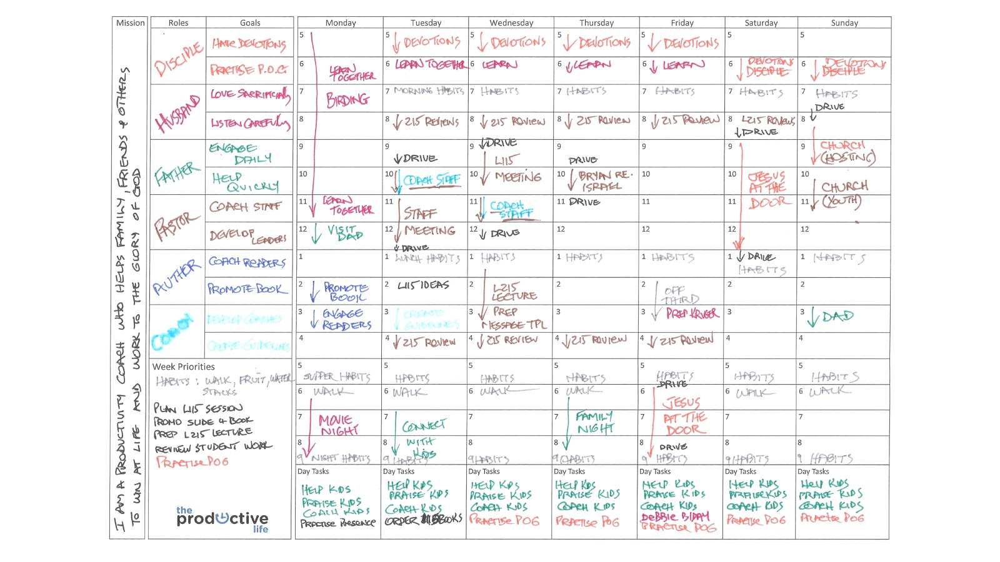 Mission
I AM A PRODUCTIVITY COACH WHO HELPS FAMILY, FRIENDS & OTHERS
TO WIN AT LIFE AND WORK TO THE GLORY OF GOD
Roles
Goals
DISCIPLE
HAVE DEVOTIONS
PRACTISE P.O.G
HUSBAND
LOVE SACRIFICIALLY
LISTEN CAREFULLY
FATHER
ENGAGE
DAILY
HELP
QUICKLY
PASTOR
COACH STAFF
DEVELOP
LEADERS
AUTHER
COACH READERS
PROMOTE BOOK
COACH
DEVELOP COACHES
CREATE GUIDELINES
Week Priorities
HABITS : WALK, FRUIT, WATER
STACKS
PLAN L115 SESSION
PROMO SLIDE 4 BOOK
PREP L215 LECTURE
REVIEW STUDENT WORK
PRACTISE POG
the
productive
life
Monday
5
6 LEARN
TOGETHER
7 BIRDING
8
9
10
11 LEARN
TOGETHER
12 VISIT
DAD
1
2 PROMOTE
BOOK
3 ENGAGE
READERS
4
5
SUPPER HABITS
6 WALK
7 MOVIE
NIGHT
8
9 NIGHT HABITS
Day Tasks
HELP KIDS
PRAISE KIDS
COACH KIDS
PRACTISE PRESENCE
Tuesday
5 DEVOTIONS
6 LEARN TOGETHER
7 MORNING HABITS
8 215 REVIEWS
9
DRIVE
10 COACH STAFF
11
STAFF
12 MEETING
DRIVE
1 LUNCH HABITS
2 L115 IDEAS
3 CREATE
GUIDELINES
4 215 REVIEW
5
HABITS
6 WALK
7
CONNECT
8 WITH
KIDS
9 HABITS
Day Tasks
HELP KIDS
PRAISE KIDS
COACH KIDS
ORDER BOOKS
Wednesday
5 DEVOTIONS
6 LEARN
7 HABITS
8 215 REVIEW
DRIVE
9
L115
10 MEETING
11 COACH
STAFF
12 DRIVE
1 HABITS
2 L215
LECTURE
3 PREP
MESSAGE TPL
4 215 REVIEW
5
HABITS
6 WALK
7
8
9 HABITS
Day Tasks
HELP KIDS
PRAISE KIDS
COACH KIDS
PRACTISE POG
Thursday
5 DEVOTIONS
6 LEARN
7 HABITS
8 215 REVIEW
9
DRIVE
10 BRYAN RE.
ISRAEL
11 DRIVE
12
1 HABITS
2
3
4 215 REVIEW
5
HABITS
6 WALK
7 FAMILY
NIGHT
8
9 HABITS
Day Tasks
HELP KIDS
PRAISE KIDS
COACH KIDS
PRACTISE POG
Friday
5 DEVOTIONS
6 LEARN
7 HABITS
8 215 REVIEW
9
10
11
12
1 HABITS
2 OFF
THIRD
3 PREP KRUGER
4 215 REVIEW
5
HABITS
DRIVE
6
JESUS
7 AT THE
DOOR
8 DRIVE
9 HABITS
Day Tasks
HELP KIDS
PRAISE KIDS
COACH KIDS
DEBBIE B/DAY
PRACTISE POG
Saturday
5
6 DEVOTIONS
DISCIPLE
7 HABITS
8 L215 REVIEWS
DRIVE
9
10 JESUS
AT THE
11 DOOR
12
1 DRIVE
HABITS
2
3
4
5
HABITS
6 WALK
7
8
9 HABITS
Day Tasks
HELP KIDS
PRAISE KIDS
COACH KIDS
PRACTISE POG
Sunday
5
6 DEVOTIONS
DISCIPLE
7 HABITS
DRIVE
8
9 CHURCH
(HOSTING)
10
CHURCH
11 (YOUTH)
12
1 HABITS
2
3 DAD
4
5
HABITS
6 WALK
7
8
9 HABITS
Day Tasks
HELP KIDS
PRAISE KIDS
COACH KIDS
PRACTISE POG